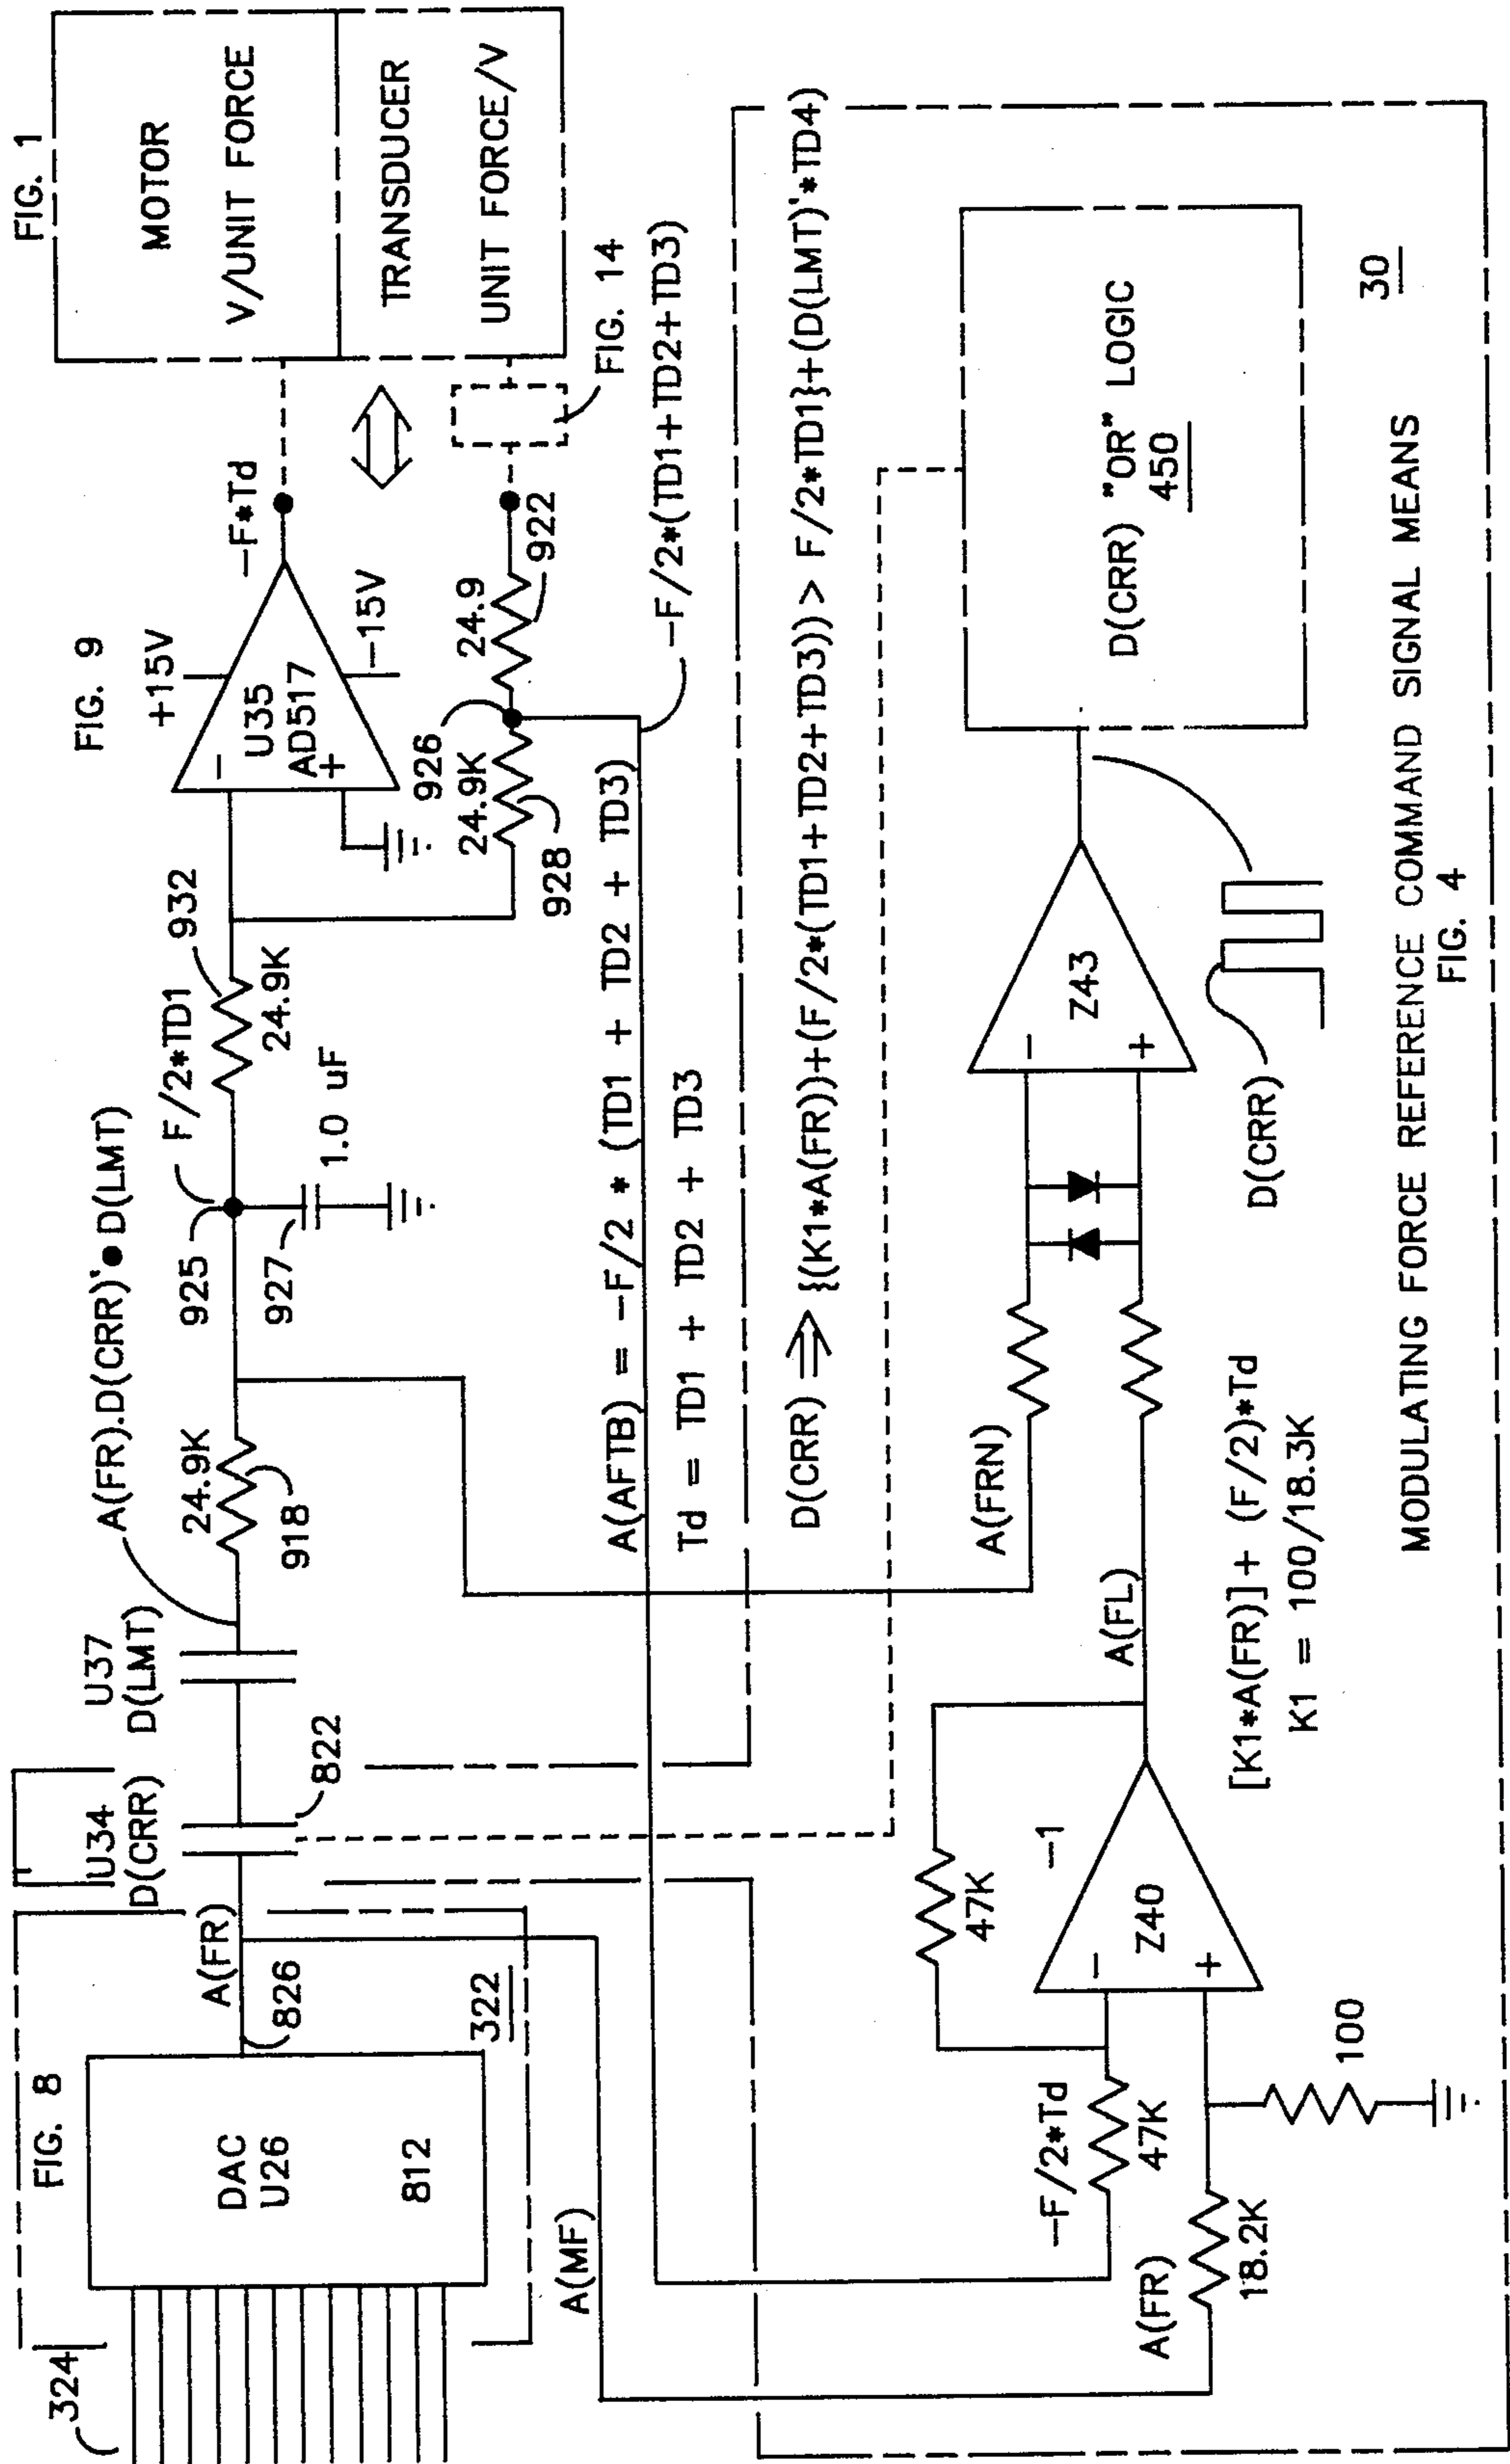 FIG. 8
324
DAC
U26
812
322
A(FR)
826
A(MF)
U34
D(CRR)
822
U37
D(LMT)
A(FR).D(CRR)'●D(LMT)
24.9K
918
925
F/2*TD1
927
1.0 uF
932
24.9K
FIG. 9
+15V
-15V
U35
AD517
-
+
-F*Td
926
24.9K
928
24.9
922
FIG. 1
MOTOR
V/UNIT FORCE
TRANSDUCER
UNIT FORCE/V
FIG. 14
-F/2*(TD1+TD2+TD3)
A(AFTB) = -F/2 * (TD1 + TD2 + TD3)
Td = TD1 + TD2 + TD3
D(CRR) ⇒ {(K1*A(FR))+(F/2*(TD1+TD2+TD3)) > F/2*TD1}+(D(LMT)'*TD4)
A(FR)
18.2K
-F/2*Td
47K
100
47K
-1
Z40
-
+
A(FL)
[K1*A(FR)]+ (F/2)*Td
K1 = 100/18.3K
A(FRN)
Z43
-
+
D(CRR)
D(CRR) "OR" LOGIC
450
30
MODULATING FORCE REFERENCE COMMAND SIGNAL MEANS
FIG. 4